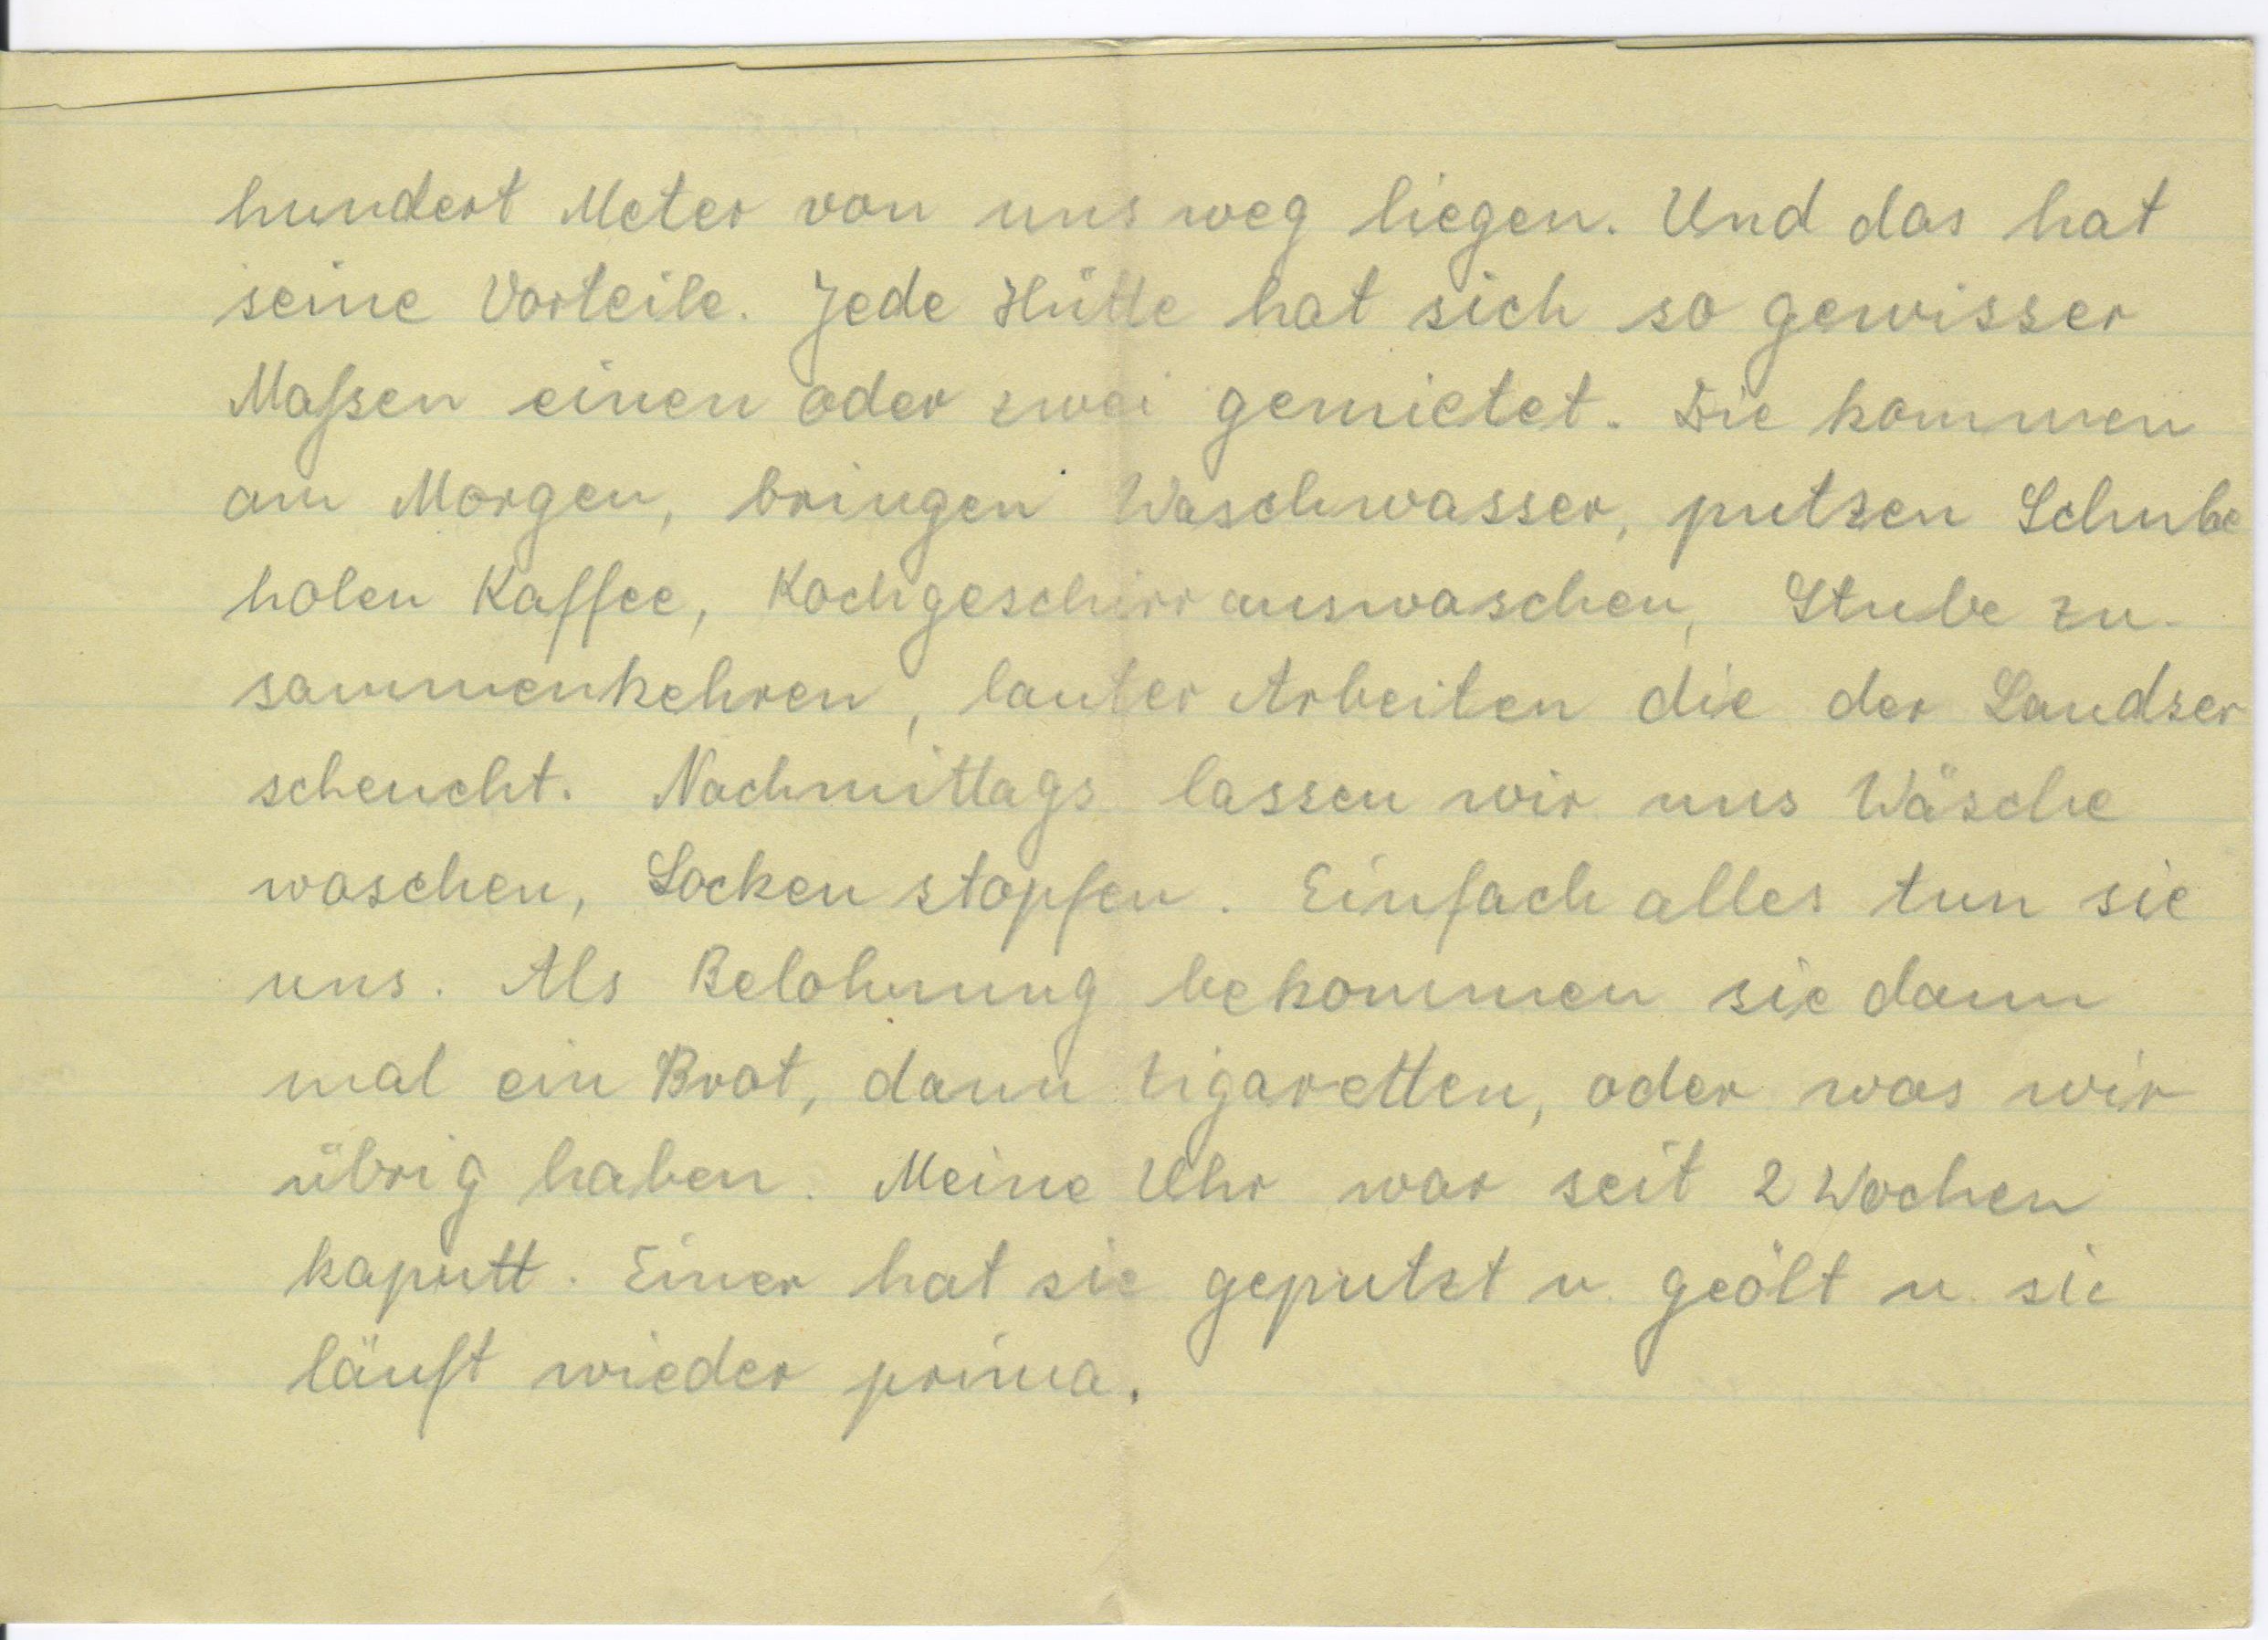 hundert Meter von uns weg liegen. Und das hat
seine Vorteile. Jede Hütte hat sich so gewisser
Maßsen einen oder zwei gemietet. Die kommen
am Morgen, bringen Waschwasser, putzen Schuhe
holen Kaffee, Kochgeschirr auswaschen, Stube zu-
sammenkehren, lauter Arbeiten die der Landser
scheucht. Nachmittags lassen wir uns Wäsche
waschen, Socken stopfen. Einfach alles tun sie
uns. Als Belohnung bekommen sie dann
mal ein Brot, dann Zigaretten, oder was wir
übrig haben. Meine Uhr war seit 2 Wochen
kaputt. Einer hat sie geputzt u. geölt u. sie
läuft wieder prima.